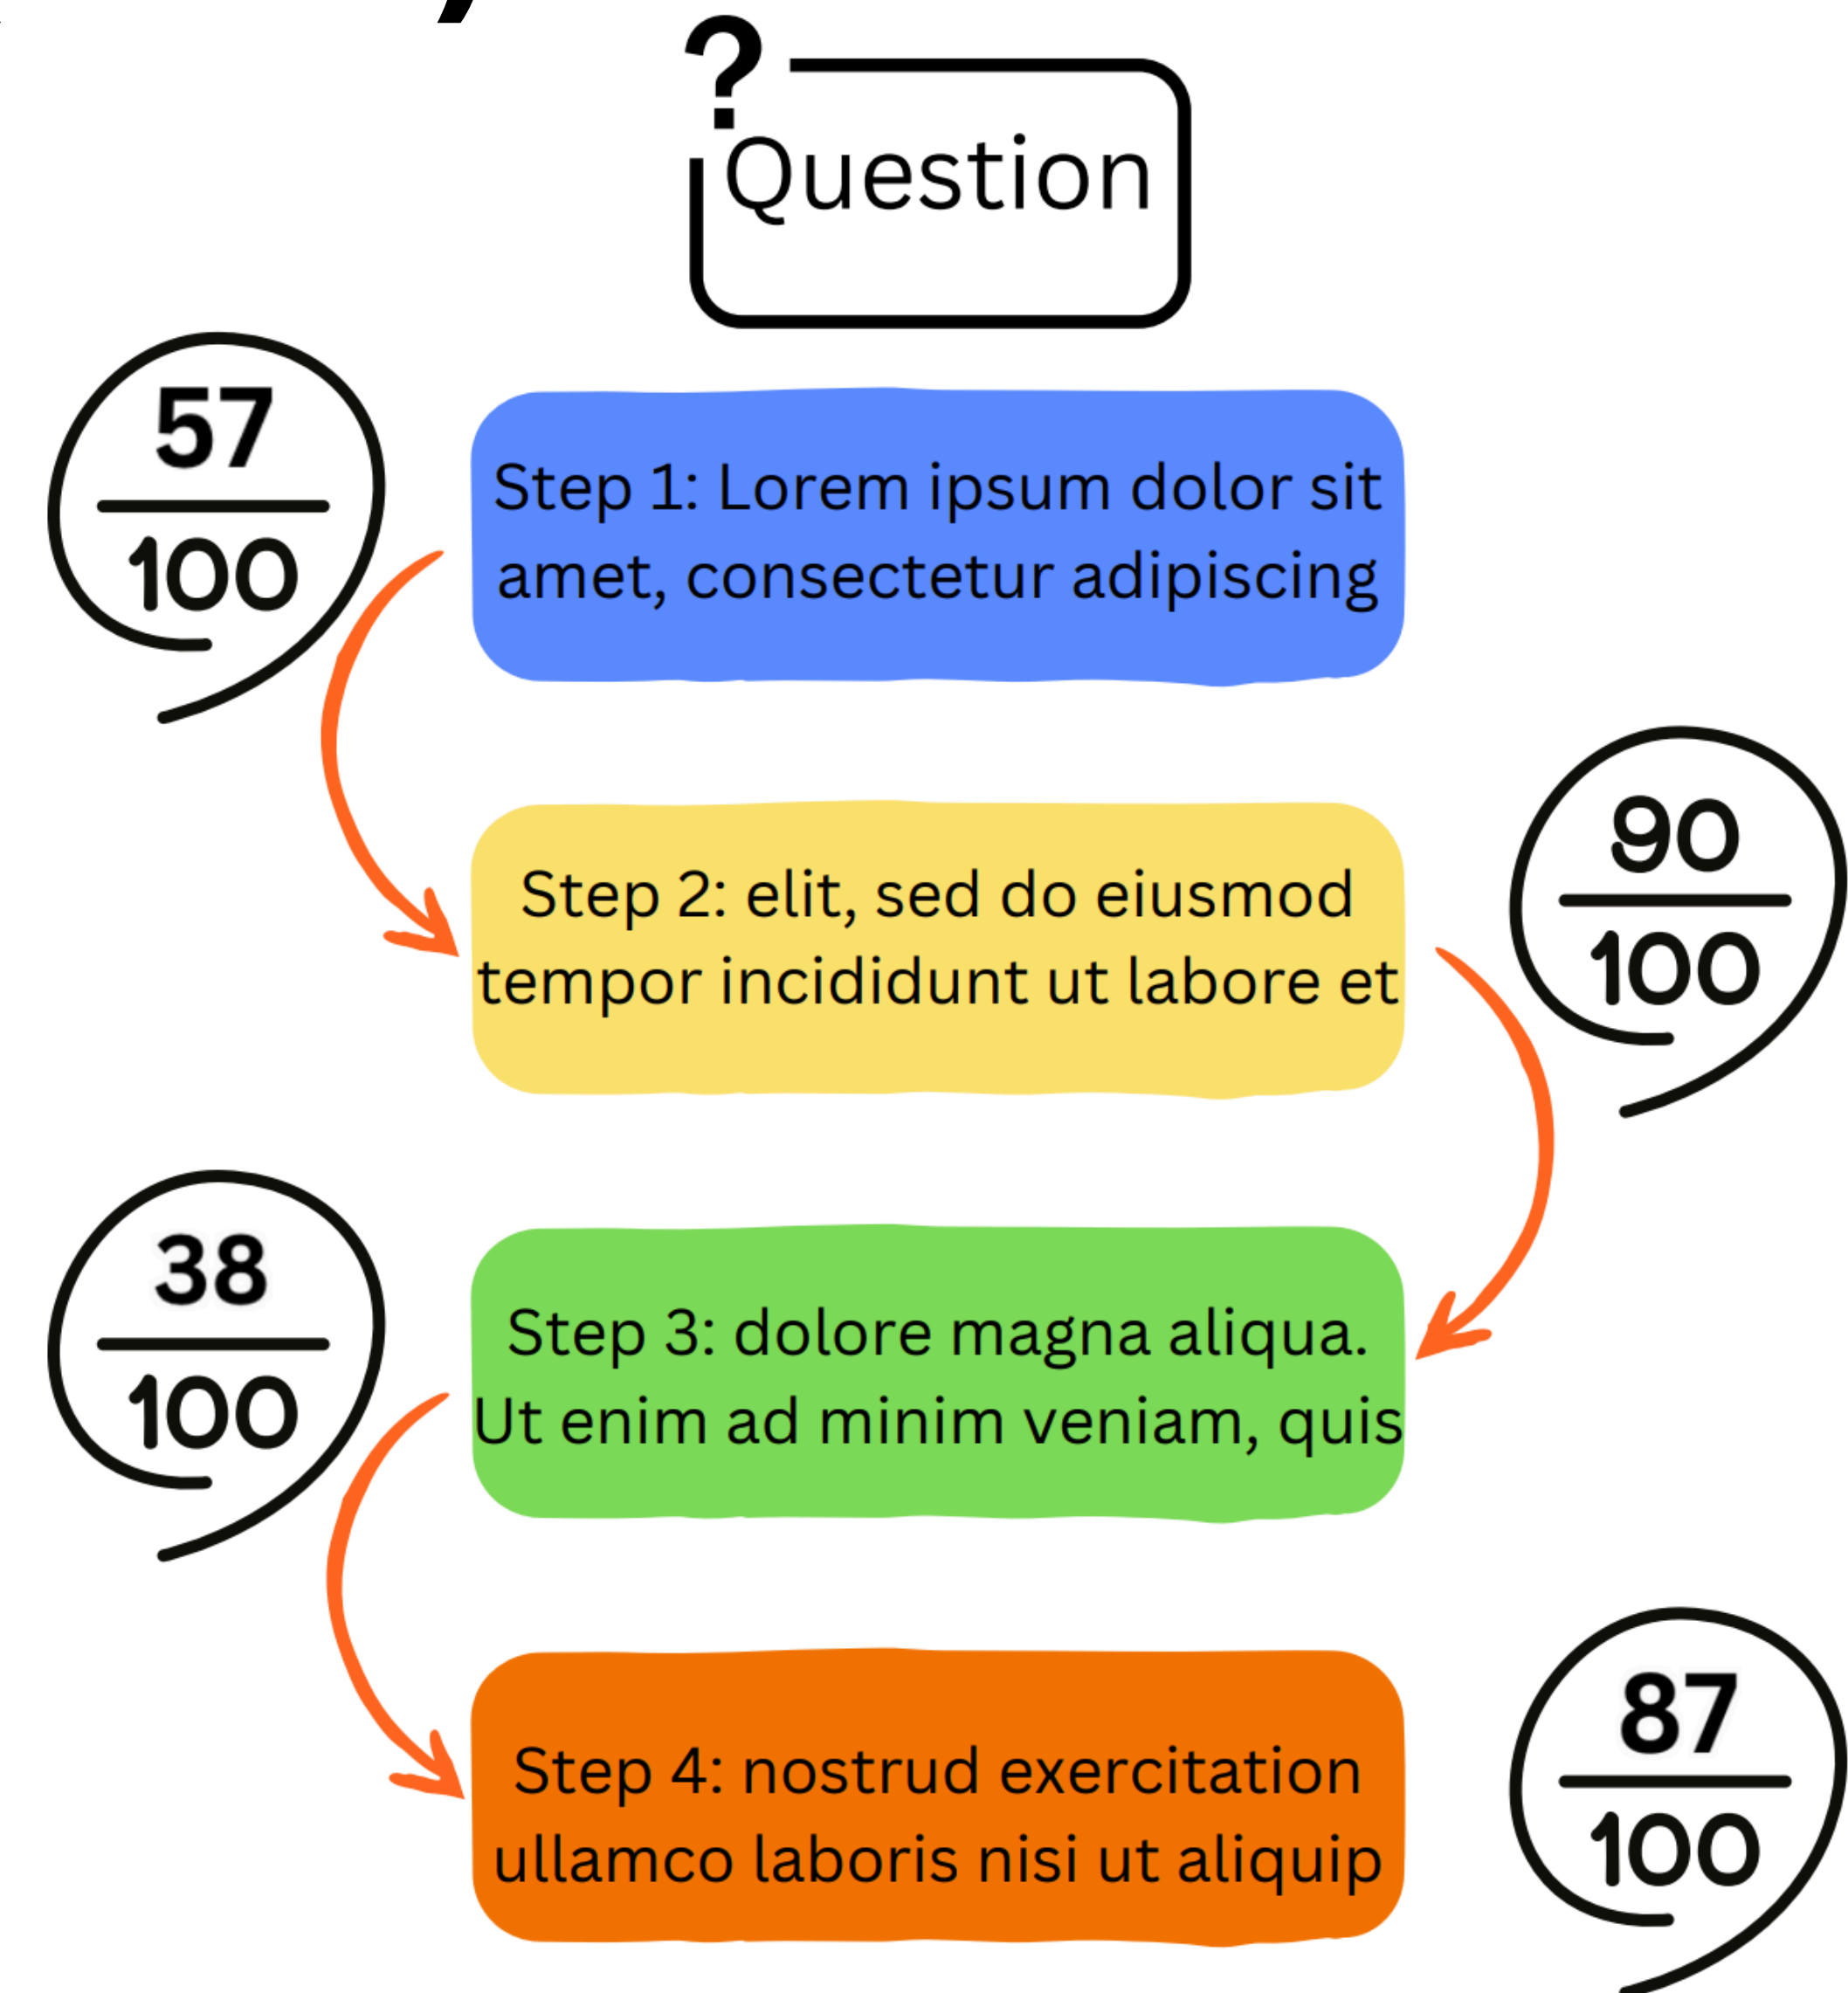 ?
Question
57
100
Step 1: Lorem ipsum dolor sit
amet, consectetur adipiscing
90
100
Step 2: elit, sed do eiusmod
tempor incididunt ut labore et
38
100
Step 3: dolore magna aliqua.
Ut enim ad minim veniam, quis
87
100
Step 4: nostrud exercitation
ullamco laboris nisi ut aliquip